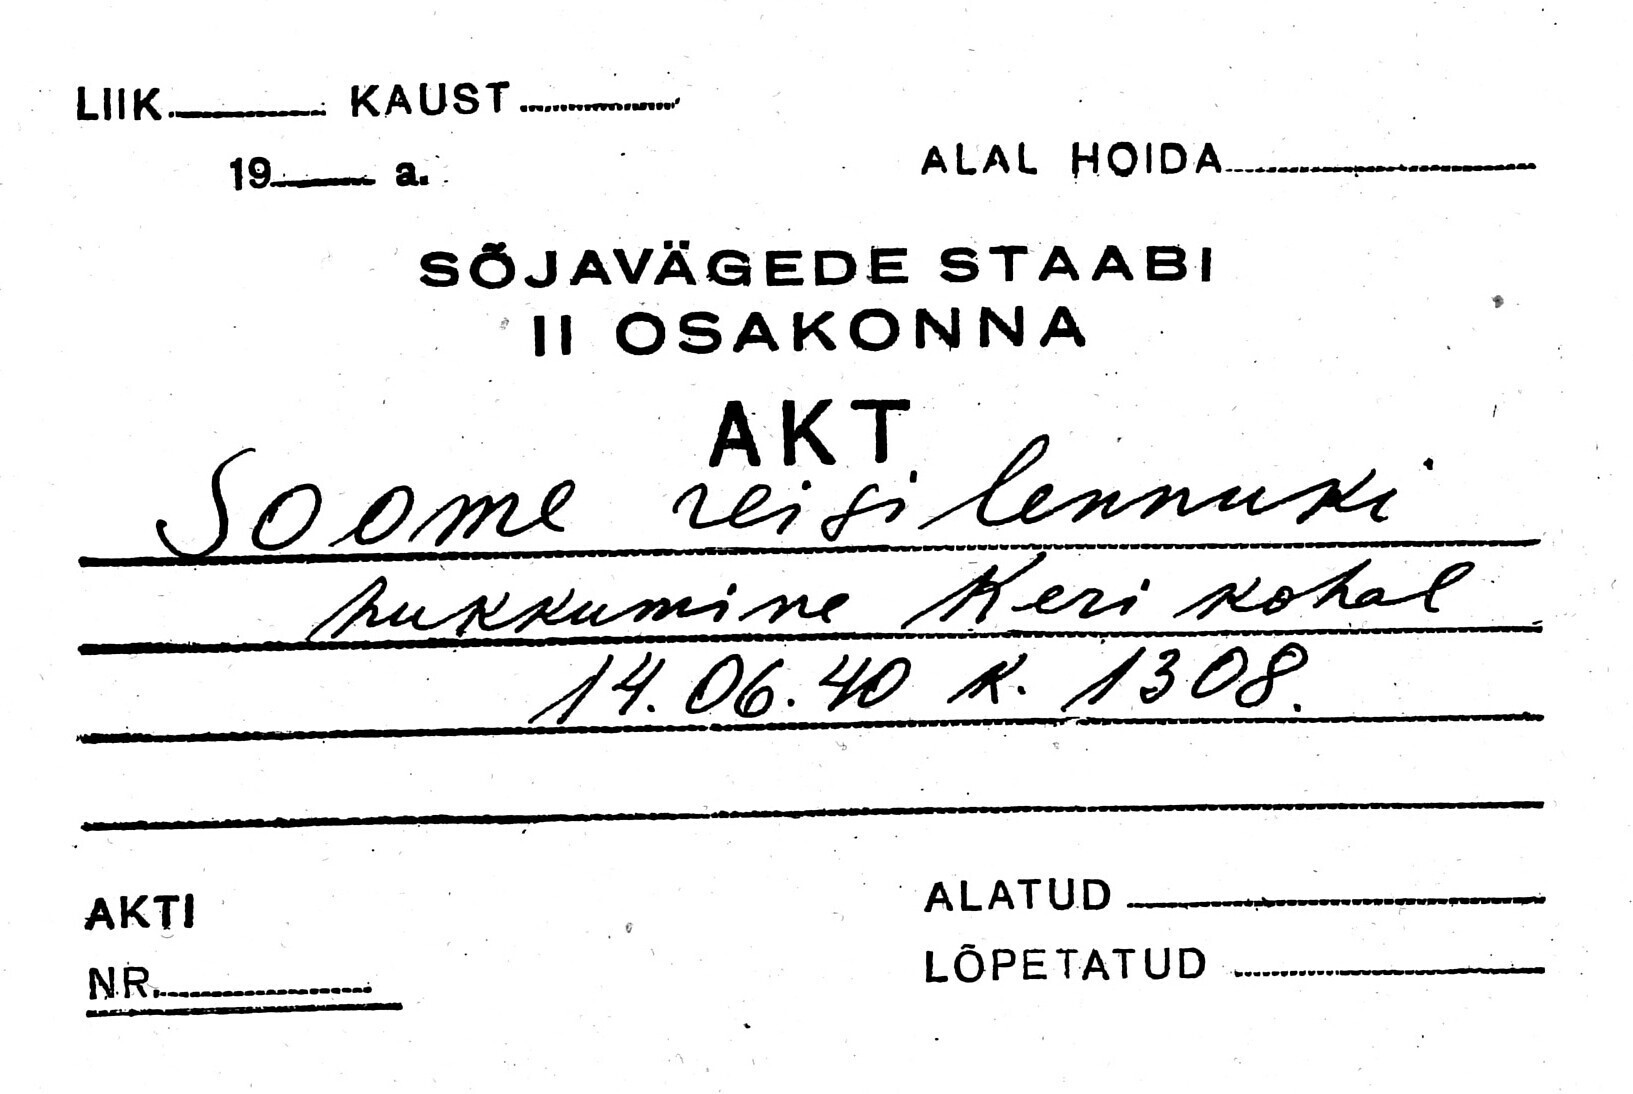 LIIK KAUST
19 a.
ALAL HOIDA
SÕJAVÄGEDE STAABI
II OSAKONNA
AKT
Soome reisilennuki
hukkumine Keri kohal
14.06.40 k. 1308.
AKTI
NR.
ALATUD
LÕPETATUD